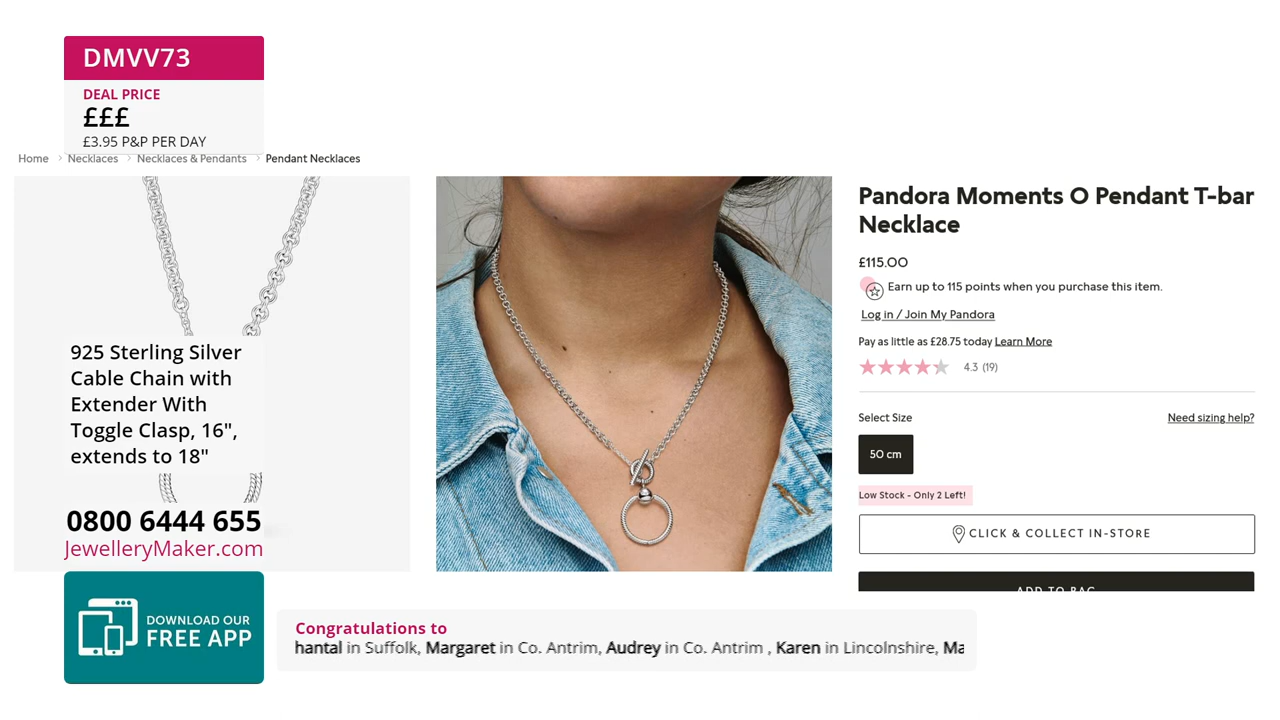 DMVV73
DEAL PRICE
£££
£3.95 P&P PER DAY
Home > Necklaces > Necklaces & Pendants > Pendant Necklaces
925 Sterling Silver
Cable Chain with
Extender With
Toggle Clasp, 16",
extends to 18"
0800 6444 655
JewelleryMaker.com
DOWNLOAD OUR
FREE APP
Pandora Moments O Pendant T-bar
Necklace
£115.00
Earn up to 115 points when you purchase this item.
Log in / Join My Pandora
Pay as little as £28.75 today Learn More
4.3 (19)
Select Size
Need sizing help?
50 cm
Low Stock - Only 2 Left!
CLICK & COLLECT IN-STORE
ADD TO BAG
Congratulations to
hantal in Suffolk, Margaret in Co. Antrim, Audrey in Co. Antrim , Karen in Lincolnshire, Ma